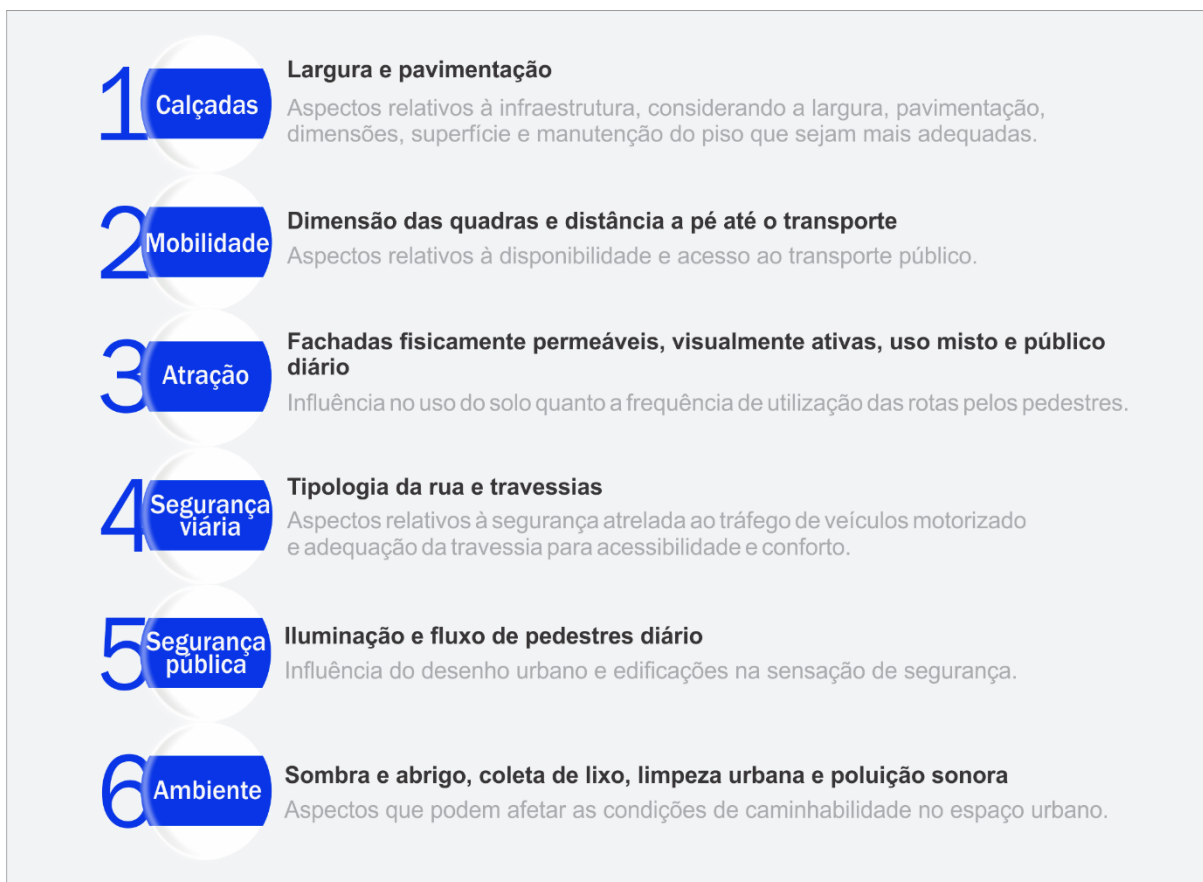 1
Calçadas
Largura e pavimentação
Aspectos relativos à infraestrutura, considerando a largura, pavimentação,
dimensões, superfície e manutenção do piso que sejam mais adequadas.
2
Mobilidade
Dimensão das quadras e distância a pé até o transporte
Aspectos relativos à disponibilidade e acesso ao transporte público.
3
Atração
Fachadas fisicamente permeáveis, visualmente ativas, uso misto e público
diário
Influência no uso do solo quanto a frequência de utilização das rotas pelos pedestres.
4
Segurança
viária
Tipologia da rua e travessias
Aspectos relativos à segurança atrelada ao tráfego de veículos motorizado
e adequação da travessia para acessibilidade e conforto.
5
Segurança
pública
Iluminação e fluxo de pedestres diário
Influência do desenho urbano e edificações na sensação de segurança.
6
Ambiente
Sombra e abrigo, coleta de lixo, limpeza urbana e poluição sonora
Aspectos que podem afetar as condições de caminhabilidade no espaço urbano.